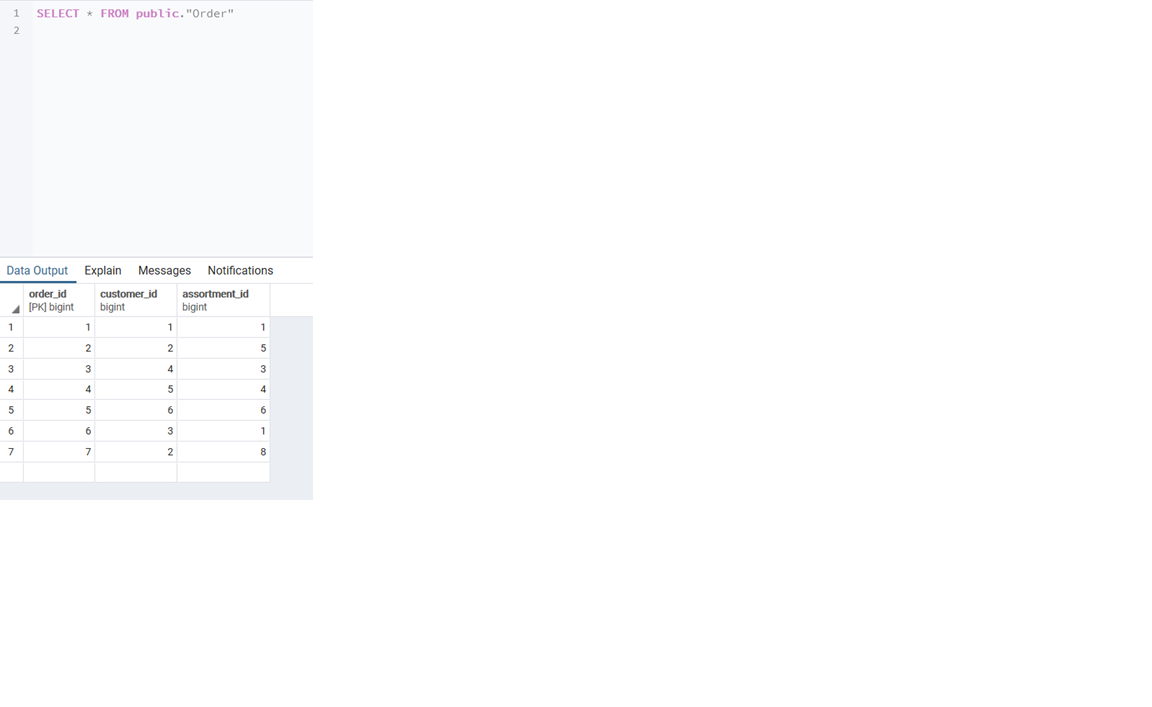 1 SELECT * FROM public."Order"
2
Data Output Explain Messages Notifications
order_id customer_id assortment_id
[PK] bigint bigint bigint
1 1 1 1
2 2 2 5
3 3 4 3
4 4 5 4
5 5 6 6
6 6 3 1
7 7 2 8